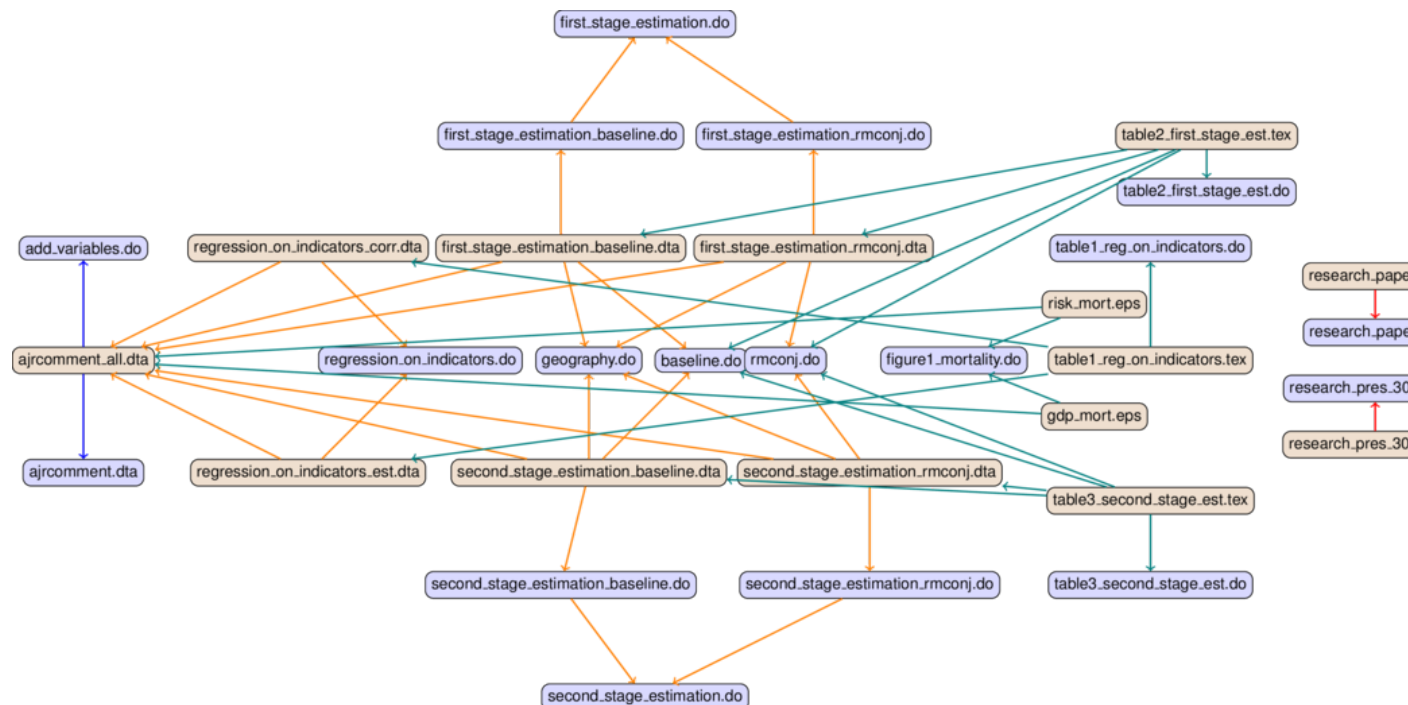 first_stage_estimation.do
first_stage_estimation_baseline.do
first_stage_estimation_rmconj.do
table2_first_stage_est.tex
table2_first_stage_est.do
add_variables.do
regression_on_indicators_corr.dta
first_stage_estimation_baseline.dta
first_stage_estimation_rmconj.dta
table1_reg_on_indicators.do
research_pape
risk_mort.eps
research_pape
ajrcomment_all.dta
regression_on_indicators.do
geography.do
baseline.do
rmconj.do
figure1_mortality.do
table1_reg_on_indicators.tex
research_pres_30
gdp_mort.eps
research_pres_30
ajrcomment.dta
regression_on_indicators_est.dta
second_stage_estimation_baseline.dta
second_stage_estimation_rmconj.dta
table3_second_stage_est.tex
second_stage_estimation_baseline.do
second_stage_estimation_rmconj.do
table3_second_stage_est.do
second_stage_estimation.do